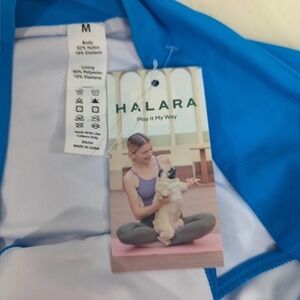 M
Body
82% Nylon
18% Elastane
Lining
90% Polyester
10% Elastane
Wash With Like
Colours Only
MADE IN CHINA
HALARA
Play It My Way